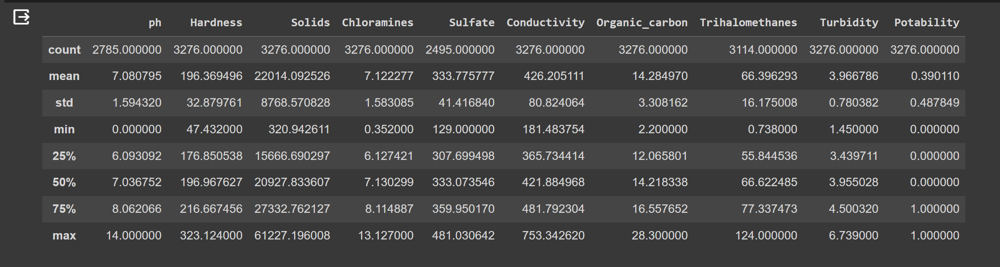 ph Hardness Solids Chloramines Sulfate Conductivity Organic_carbon Trihalomethanes Turbidity Potability
count 2785.000000 3276.000000 3276.000000 3276.000000 2495.000000 3276.000000 3276.000000 3114.000000 3276.000000 3276.000000
mean 7.080795 196.369496 22014.092526 7.122277 333.775777 426.205111 14.284970 66.396293 3.966786 0.390110
std 1.594320 32.879761 8768.570828 1.583085 41.416840 80.824064 3.308162 16.175008 0.780382 0.487849
min 0.000000 47.432000 320.942611 0.352000 129.000000 181.483754 2.200000 0.738000 1.450000 0.000000
25% 6.093092 176.850538 15666.690297 6.127421 307.699498 365.734414 12.065801 55.844536 3.439711 0.000000
50% 7.036752 196.967627 20927.833607 7.130299 333.073546 421.884968 14.218338 66.622485 3.955028 0.000000
75% 8.062066 216.667456 27332.762127 8.114887 359.950170 481.792304 16.557652 77.337473 4.500320 1.000000
max 14.000000 323.124000 61227.196008 13.127000 481.030642 753.342620 28.300000 124.000000 6.739000 1.000000